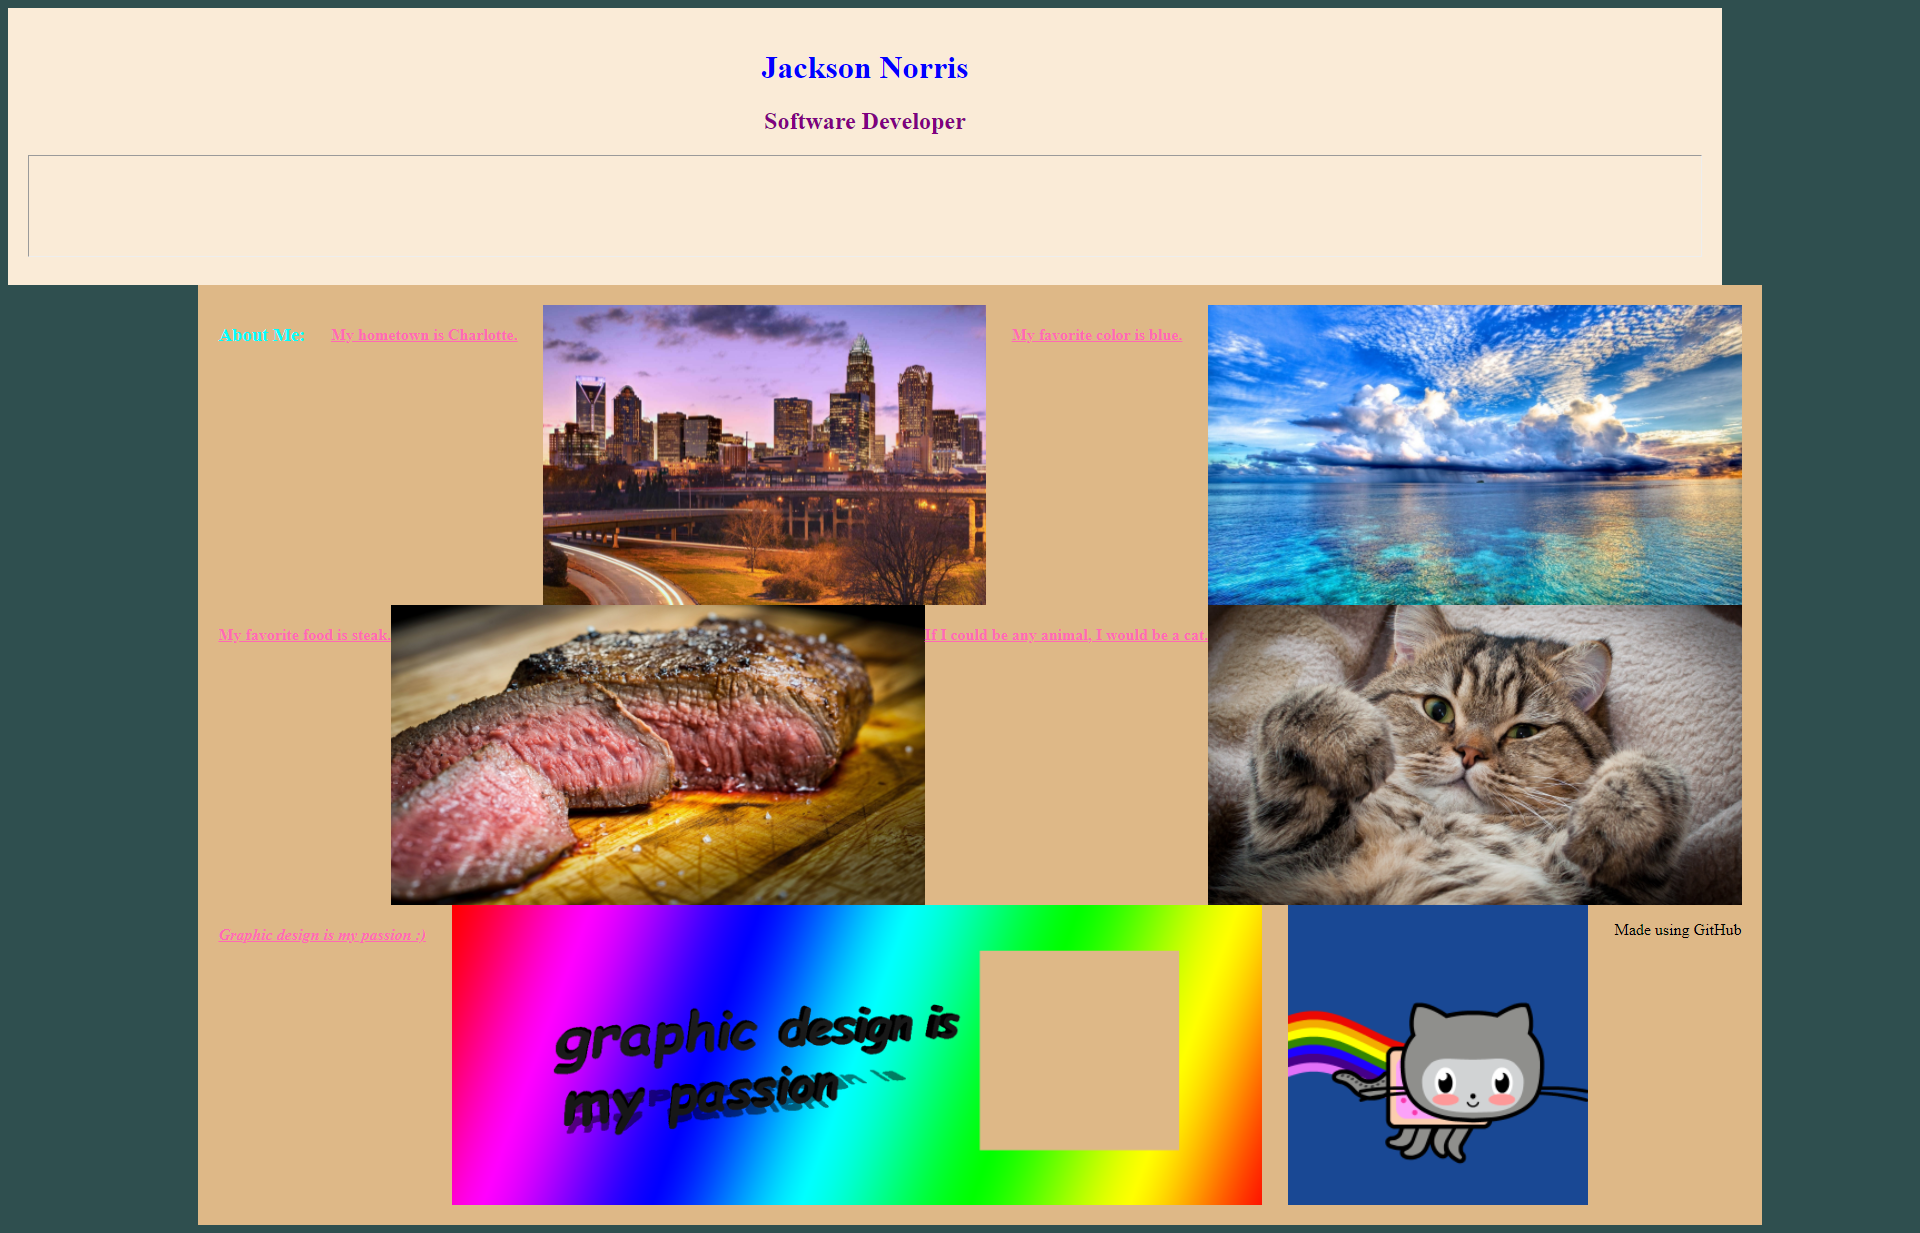 Jackson Norris
Software Developer
About Me:
My hometown is Charlotte.
My favorite color is blue.
My favorite food is steak.
If I could be any animal, I would be a cat.
Graphic design is my passion :)
graphic design is
my passion
Made using GitHub